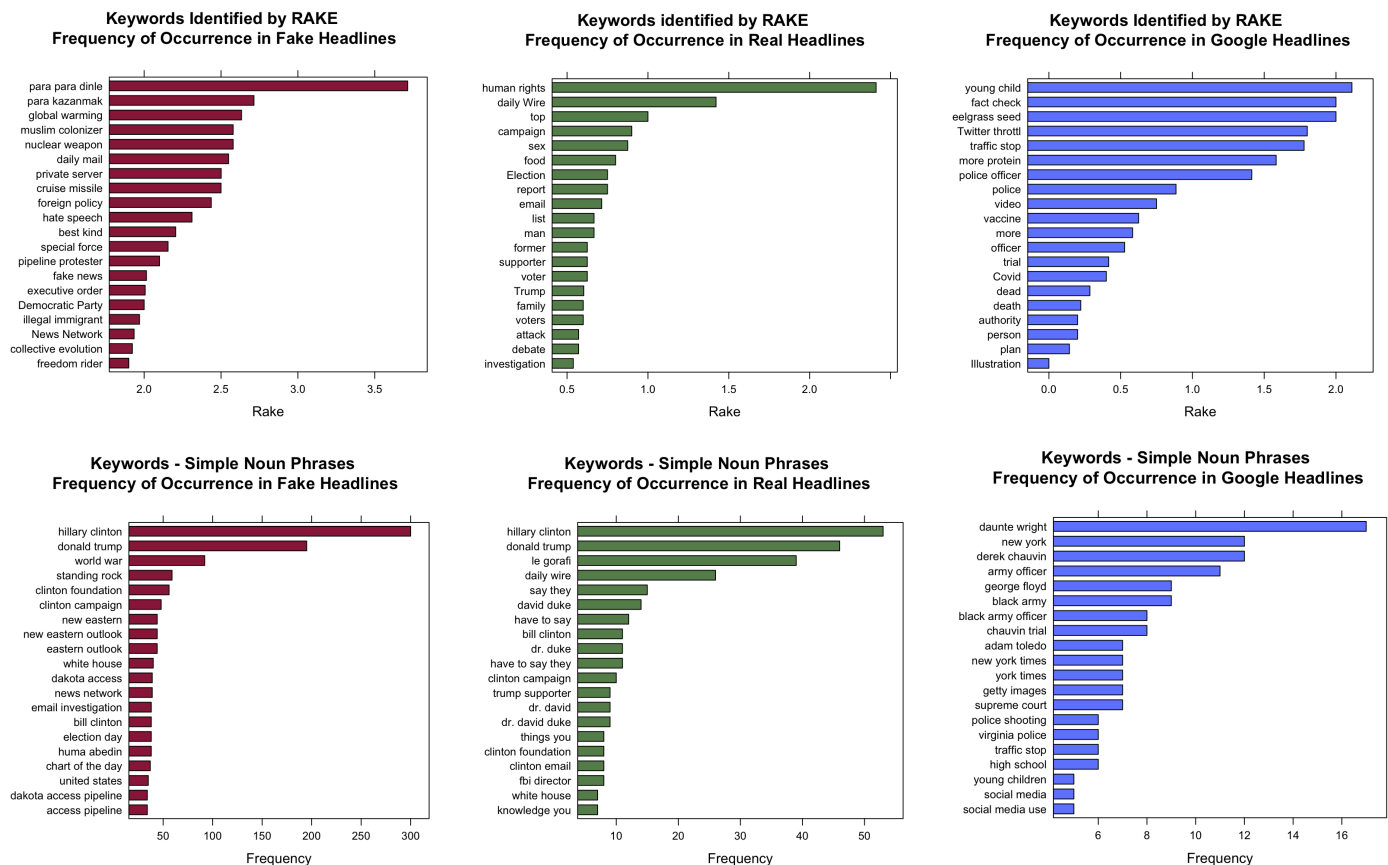 Keywords Identified by RAKE
Frequency of Occurrence in Fake Headlines
para para dinle
para kazanmak
global warming
muslim colonizer
nuclear weapon
daily mail
private server
cruise missile
foreign policy
hate speech
best kind
special force
pipeline protester
fake news
executive order
Democratic Party
illegal immigrant
News Network
collective evolution
freedom rider
2.0 2.5 3.0 3.5
Rake
Keywords identified by RAKE
Frequency of Occurrence in Real Headlines
human rights
daily Wire
top
campaign
sex
food
Election
report
email
list
man
former
supporter
voter
Trump
family
voters
attack
debate
investigation
0.5 1.0 1.5 2.0
Rake
Keywords Identified by RAKE
Frequency of Occurrence in Google Headlines
young child
fact check
eelgrass seed
Twitter throttl
traffic stop
more protein
police officer
police
video
vaccine
more
officer
trial
Covid
dead
death
authority
person
plan
Illustration
0.0 0.5 1.0 1.5 2.0
Rake
Keywords - Simple Noun Phrases
Frequency of Occurrence in Fake Headlines
hillary clinton
donald trump
world war
standing rock
clinton foundation
clinton campaign
new eastern
new eastern outlook
eastern outlook
white house
dakota access
news network
email investigation
bill clinton
election day
huma abedin
chart of the day
united states
dakota access pipeline
access pipeline
50 100 150 200 250 300
Frequency
Keywords - Simple Noun Phrases
Frequency of Occurrence in Real Headlines
hillary clinton
donald trump
le gorafi
daily wire
say they
david duke
have to say
bill clinton
dr. duke
have to say they
clinton campaign
trump supporter
dr. david
dr. david duke
things you
clinton foundation
clinton email
fbi director
white house
knowledge you
10 20 30 40 50
Frequency
Keywords - Simple Noun Phrases
Frequency of Occurrence in Google Headlines
daunte wright
new york
derek chauvin
army officer
george floyd
black army
black army officer
chauvin trial
adam toledo
new york times
york times
getty images
supreme court
police shooting
virginia police
traffic stop
high school
young children
social media
social media use
6 8 10 12 14 16
Frequency